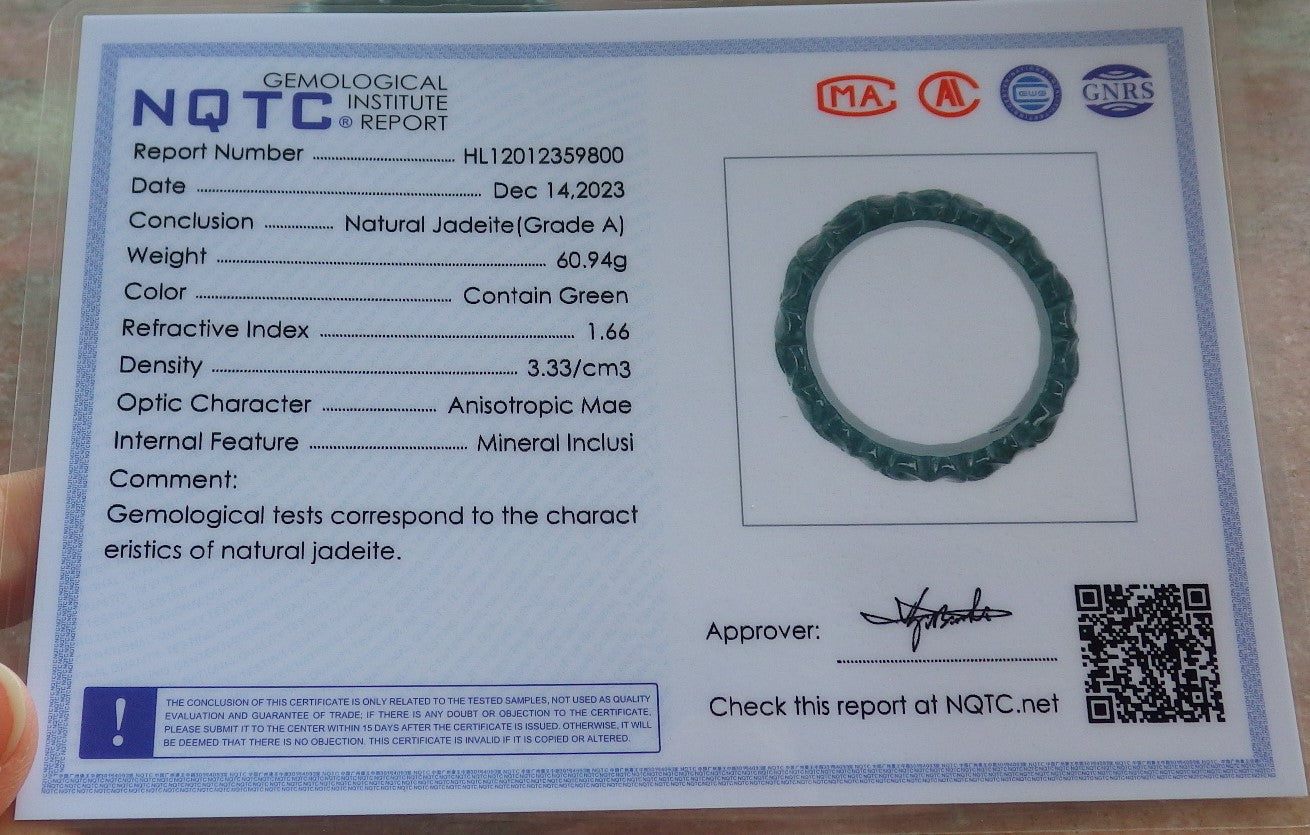 GEMOLOGICAL
NQTC® INSTITUTE
REPORT
Report Number HL12012359800
Date Dec 14,2023
Conclusion Natural Jadeite(Grade A)
Weight 60.94g
Color Contain Green
Refractive Index 1.66
Density 3.33/cm3
Optic Character Anisotropic Mae
Internal Feature Mineral Inclusi
Comment:
Gemological tests correspond to the charact
eristics of natural jadeite.
! THE CONCLUSION OF THIS CERTIFICATE IS ONLY RELATED TO THE TESTED SAMPLES, NOT USED AS QUALITY
EVALUATION AND GUARANTEE OF TRADE; IF THERE IS ANY DOUBT OR OBJECTION TO THE CERTIFICATE,
PLEASE SUBMIT IT TO THE CENTER WITHIN 15 DAYS AFTER THE CERTIFICATE IS ISSUED. OTHERWISE, IT WILL
BE DEEMED THAT THERE IS NO OBJECTION. THIS CERTIFICATE IS INVALID IF IT IS COPIED OR ALTERED.
MA
GNRS
Approver:
Check this report at NQTC.net